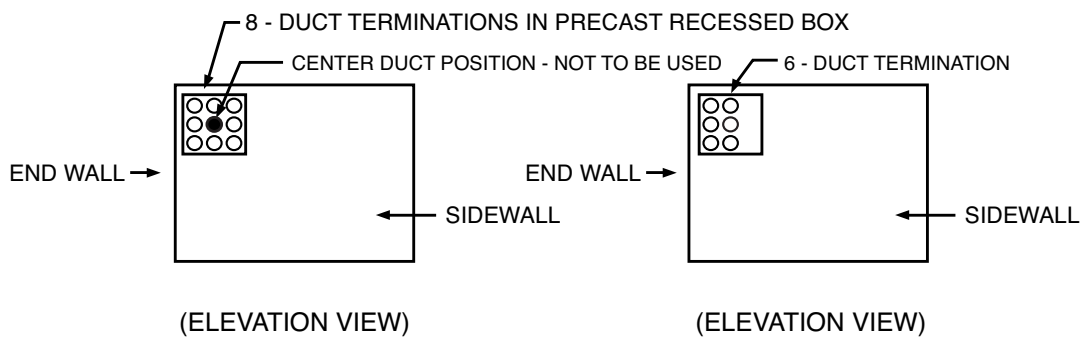 8 - DUCT TERMINATIONS IN PRECAST RECESSED BOX
CENTER DUCT POSITION - NOT TO BE USED
6 - DUCT TERMINATION
END WALL
SIDEWALL
END WALL
SIDEWALL
(ELEVATION VIEW)
(ELEVATION VIEW)